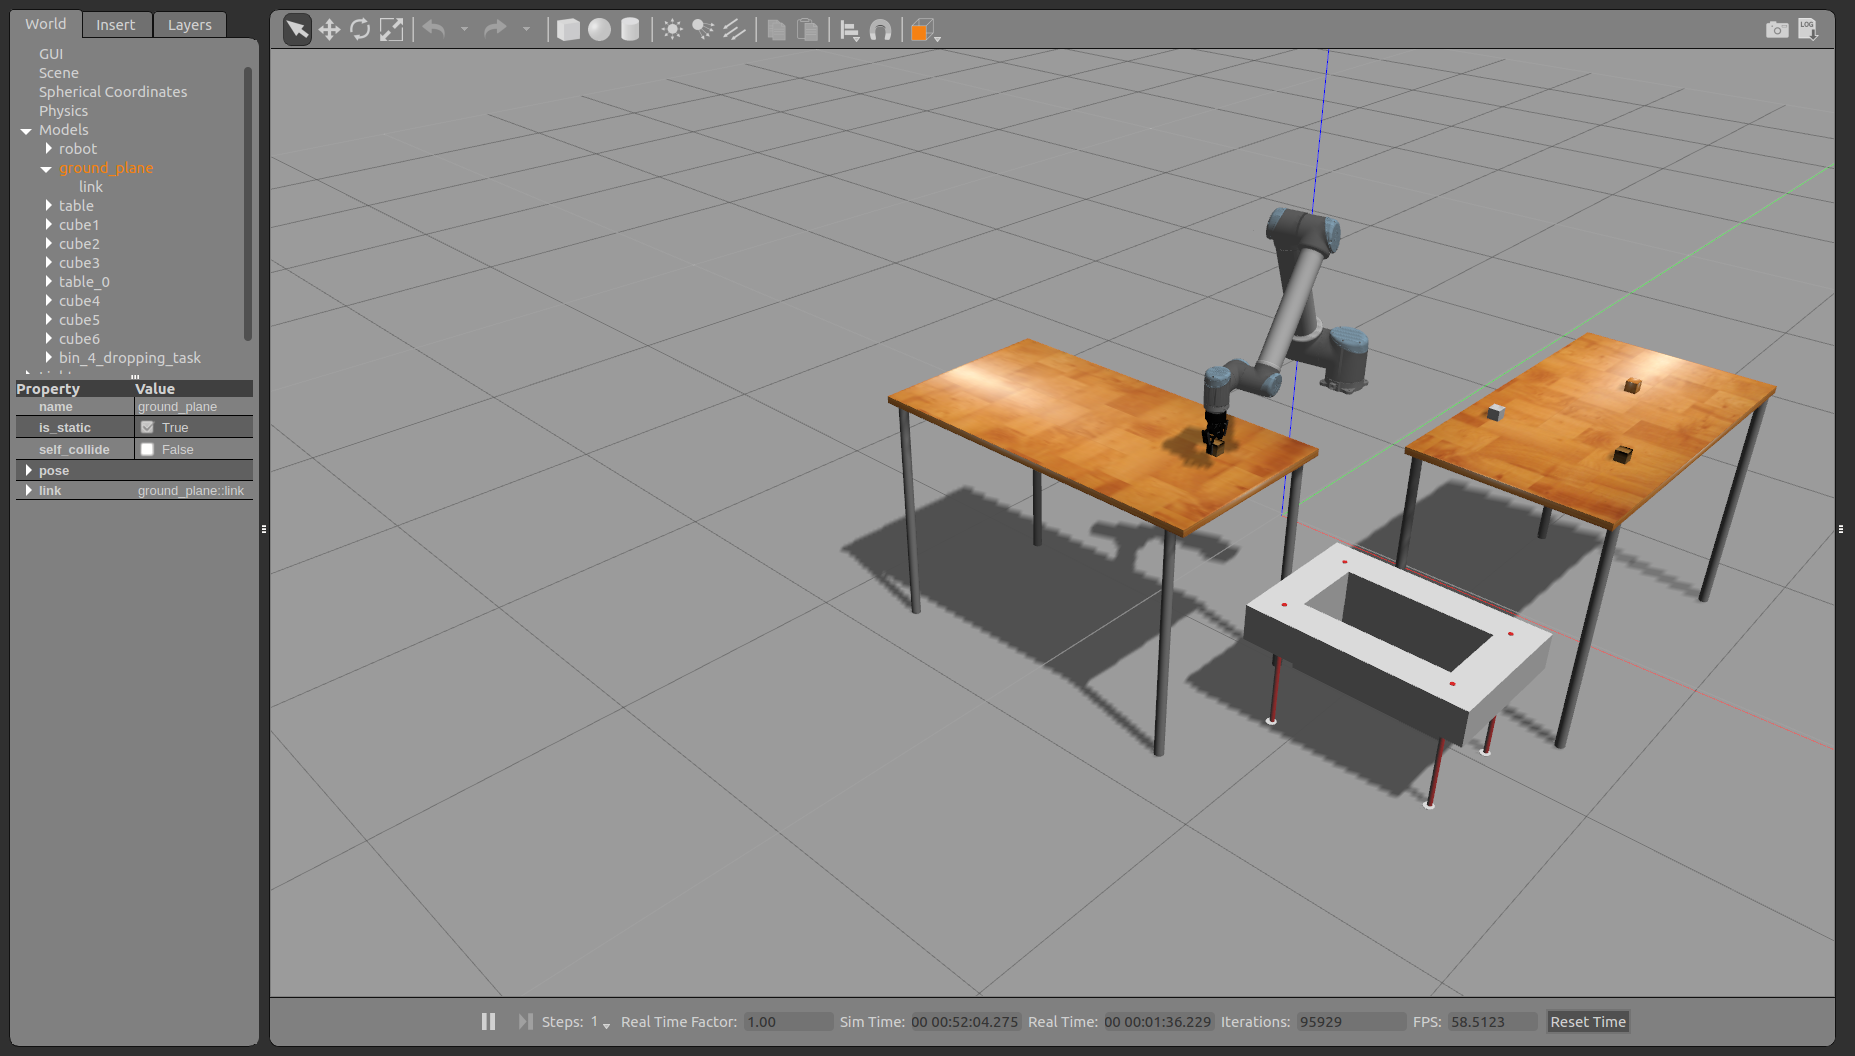 World Insert Layers
GUI
Scene
Spherical Coordinates
Physics
Models
robot
ground_plane
link
table
cube1
cube2
cube3
table_0
cube4
cube5
cube6
bin_4_dropping_task
Property Value
name ground_plane
is_static True
self_collide False
pose
link ground_plane::link
LOG
Steps: 1 Real Time Factor: 1.00 Sim Time: 00 00:52:04.275 Real Time: 00 00:01:36.229 Iterations: 95929 FPS: 58.5123 Reset Time